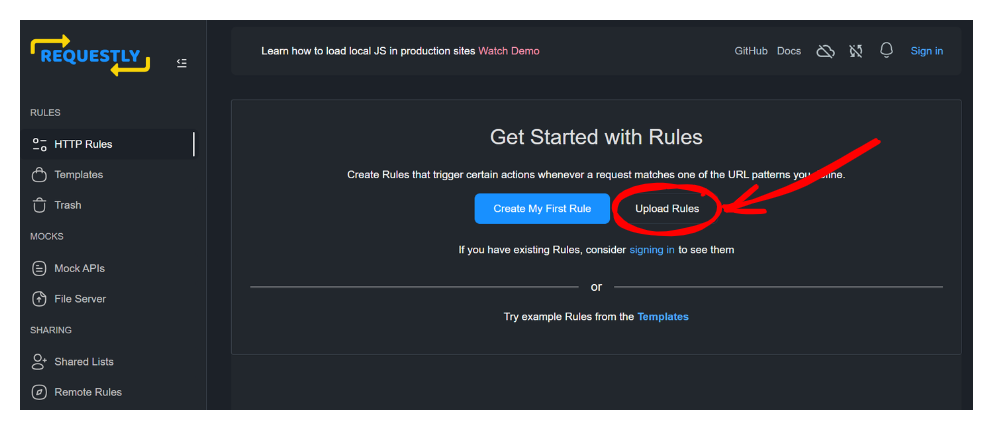 REQUESTLY
Learn how to load local JS in production sites Watch Demo
GitHub Docs
Sign in
RULES
HTTP Rules
Templates
Trash
MOCKS
Mock APIs
File Server
SHARING
Shared Lists
Remote Rules
Get Started with Rules
Create Rules that trigger certain actions whenever a request matches one of the URL patterns you define.
Create My First Rule
Upload Rules
If you have existing Rules, consider signing in to see them
or
Try example Rules from the Templates